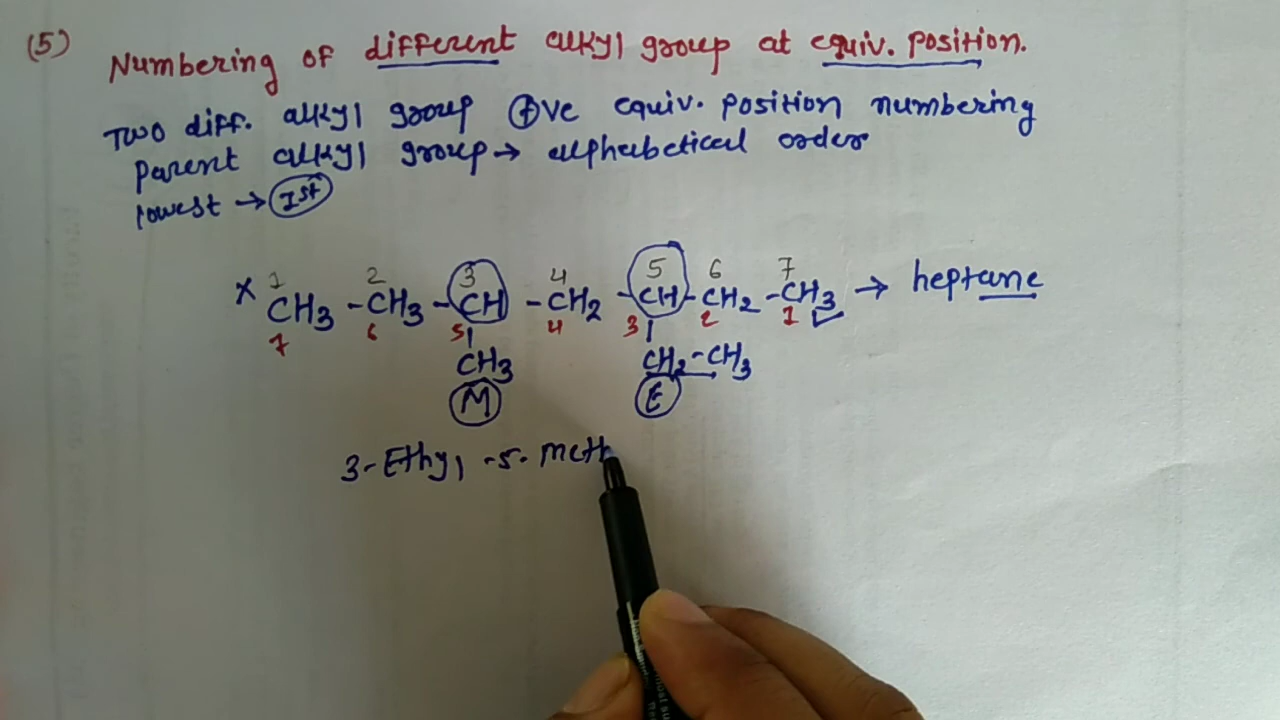 (5) Numbering of different alkyl group at equiv. position.
Two diff. alkyl group ⊕ve equiv. position numbering
parent alkyl group → alphabetical order
lowest → Ist
1 2 3 4 5 6 7
x CH3 - CH3 - CH - CH2 - CH - CH2 - CH3 → heptane
7 6 5 4 3 2 1
CH3 CH2-CH3
M E
3-Ethyl -5- meth